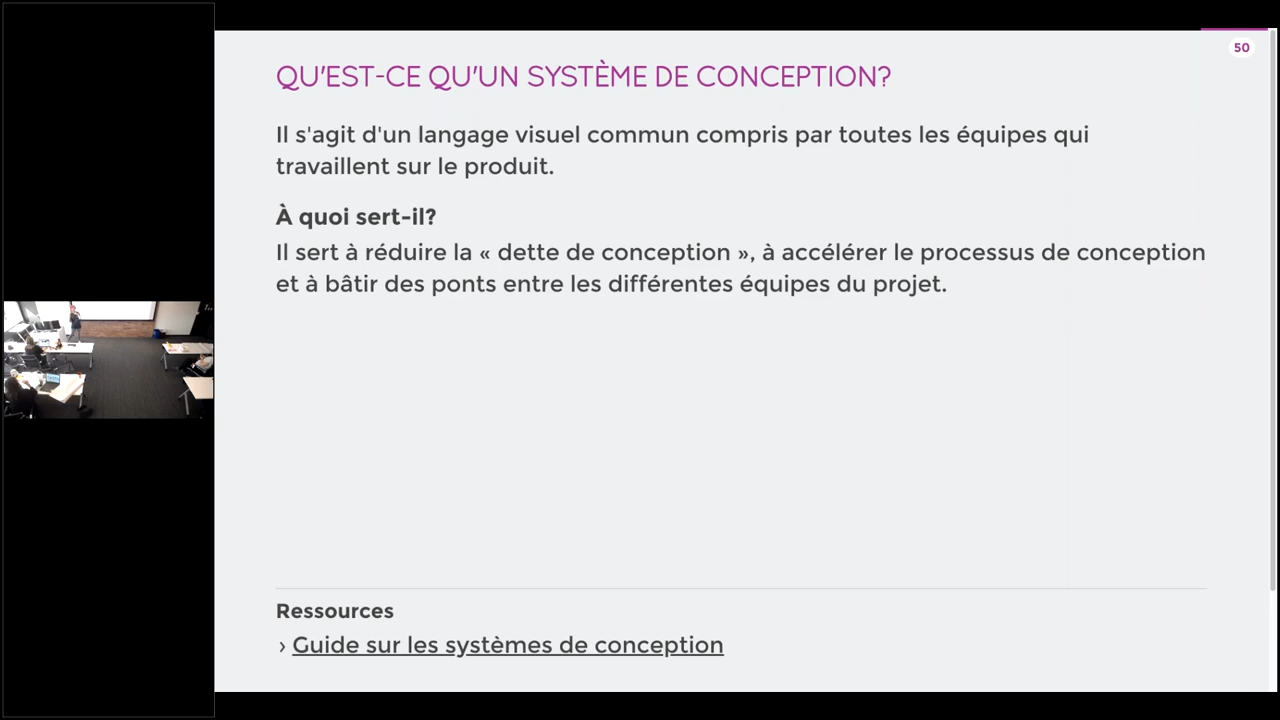 50
QU'EST-CE QU'UN SYSTÈME DE CONCEPTION?
Il s'agit d'un langage visuel commun compris par toutes les équipes qui
travaillent sur le produit.
À quoi sert-il?
Il sert à réduire la « dette de conception », à accélérer le processus de conception
et à bâtir des ponts entre les différentes équipes du projet.
Ressources
› Guide sur les systèmes de conception